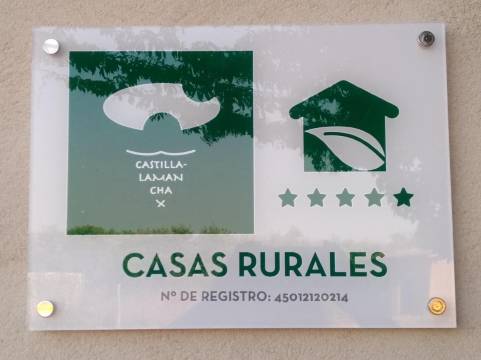 CASTILLA-
LAMAN
CHA
X
CASAS RURALES
Nº DE REGISTRO: 45012120214